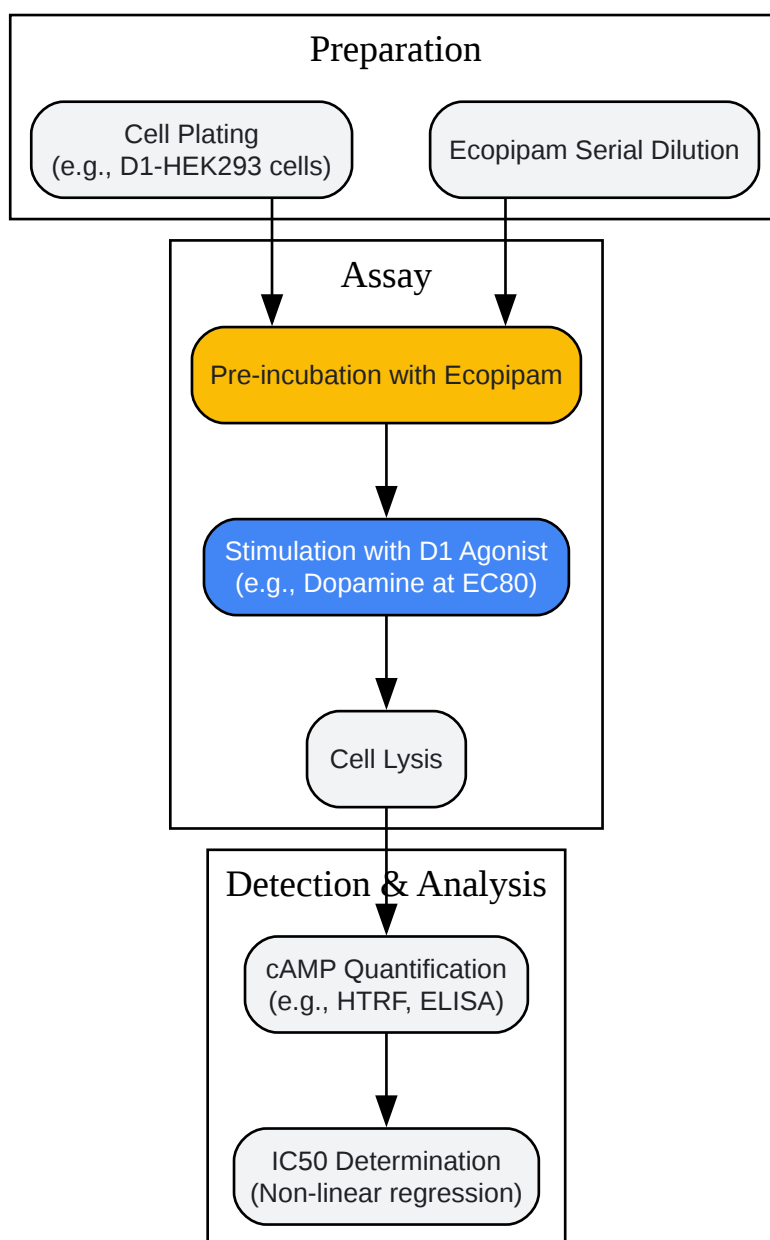 Preparation
Cell Plating
(e.g., D1-HEK293 cells)
Ecopipam Serial Dilution
Assay
Pre-incubation with Ecopipam
Stimulation with D1 Agonist
(e.g., Dopamine at EC80)
Cell Lysis
Detection & Analysis
cAMP Quantification
(e.g., HTRF, ELISA)
IC50 Determination
(Non-linear regression)